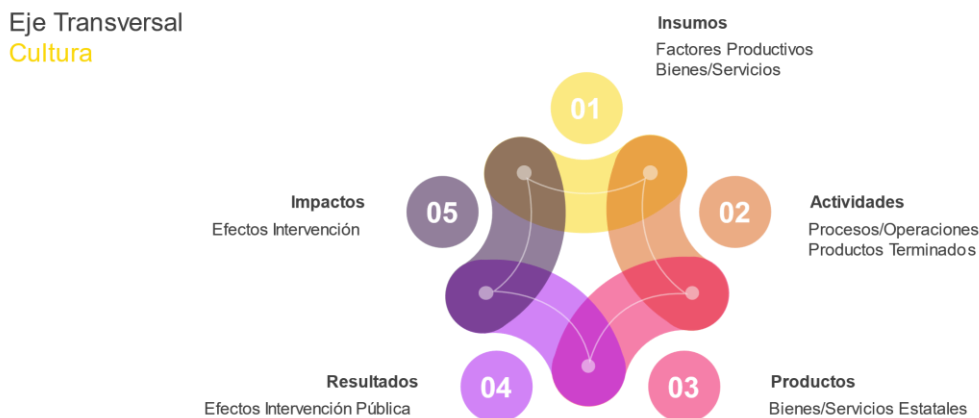 Eje Transversal
Cultura
Insumos
Factores Productivos
Bienes/Servicios
01
Impactos
Efectos Intervención
05
02
Actividades
Procesos/Operaciones
Productos Terminados
Resultados
Efectos Intervención Pública
04
03
Productos
Bienes/Servicios Estatales